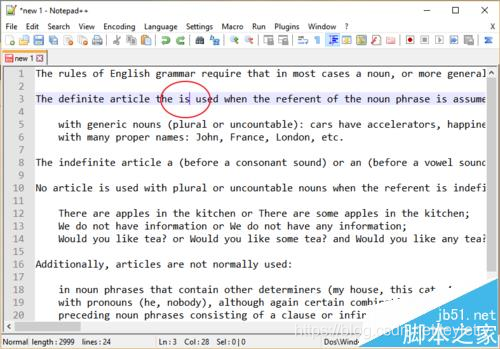 *new 1 - Notepad++
File Edit Search View Encoding Language Settings Macro Run Plugins Window ?
X
new 1
1 The rules of English grammar require that in most cases a noun, or more general
2
3 The definite article the is used when the referent of the noun phrase is assume
4
5 with generic nouns (plural or uncountable): cars have accelerators, happine
6 with many proper names: John, France, London, etc.
7
8 The indefinite article a (before a consonant sound) or an (before a vowel sound
9
10 No article is used with plural or uncountable nouns when the referent is indefi
11
12 There are apples in the kitchen or There are some apples in the kitchen;
13 We do not have information or We do not have any information;
14 Would you like tea? or Would you like some tea? and Would you like any tea?
15
16 Additionally, articles are not normally used:
17
18 in noun phrases that contain other determiners (my house, this cat,
19 with pronouns (he, nobody), although again certain
20 preceding noun phrases consisting of a clause or infin
Normal length : 2999 lines : 24 Ln : 3 Col : 28 Sel : 0 | 0 Dos\Wind
jb51.net
脚本之家